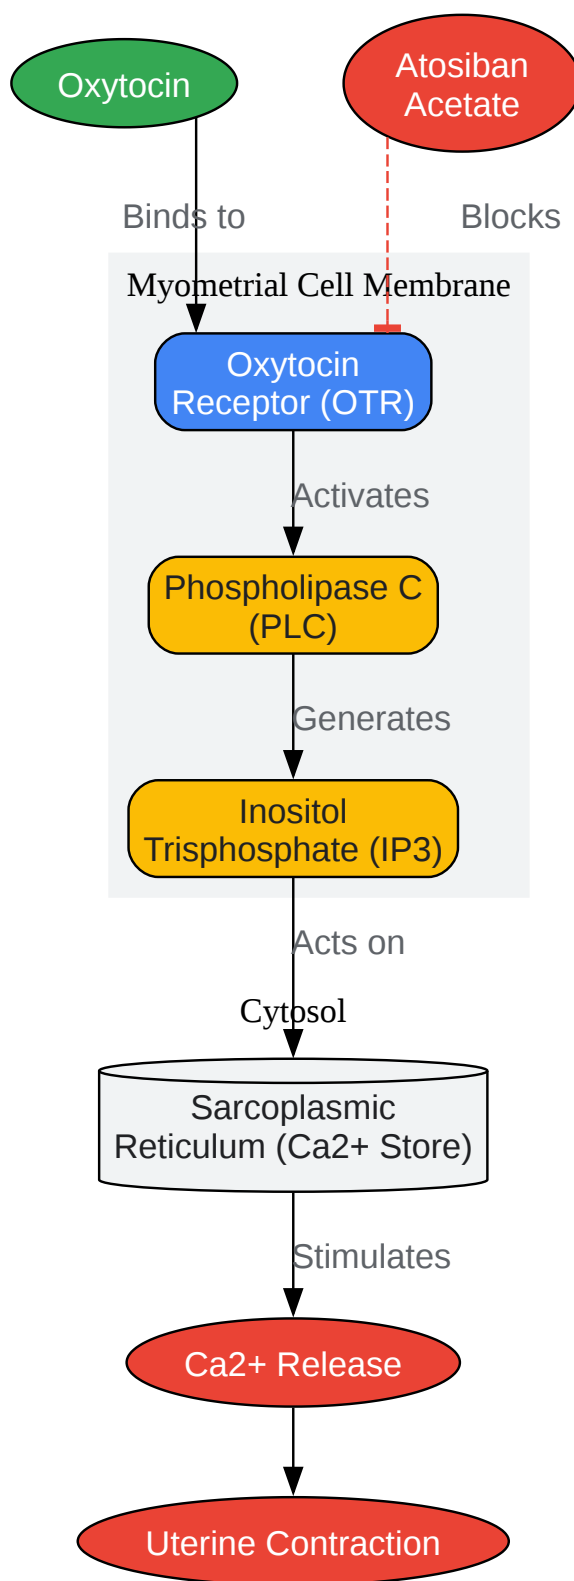 Oxytocin
Atosiban
Acetate
Binds to
Blocks
Myometrial Cell Membrane
Oxytocin
Receptor (OTR)
Activates
Phospholipase C
(PLC)
Generates
Inositol
Trisphosphate (IP3)
Acts on
Cytosol
Sarcoplasmic
Reticulum (Ca2+ Store)
Stimulates
Ca2+ Release
Uterine Contraction